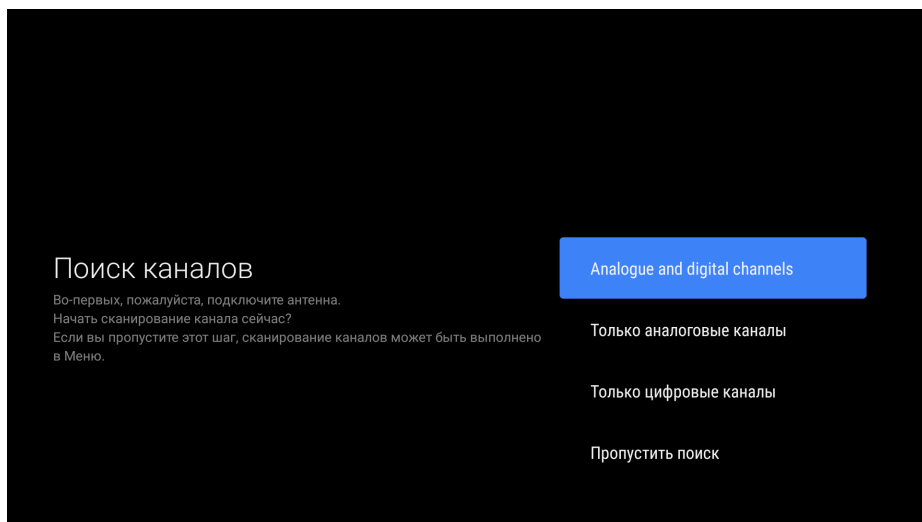 Поиск каналов
Во-первых, пожалуйста, подключите антенна.
Начать сканирование канала сейчас?
Если вы пропустите этот шаг, сканирование каналов может быть выполнено
в Меню.
Analogue and digital channels
Только аналоговые каналы
Только цифровые каналы
Пропустить поиск